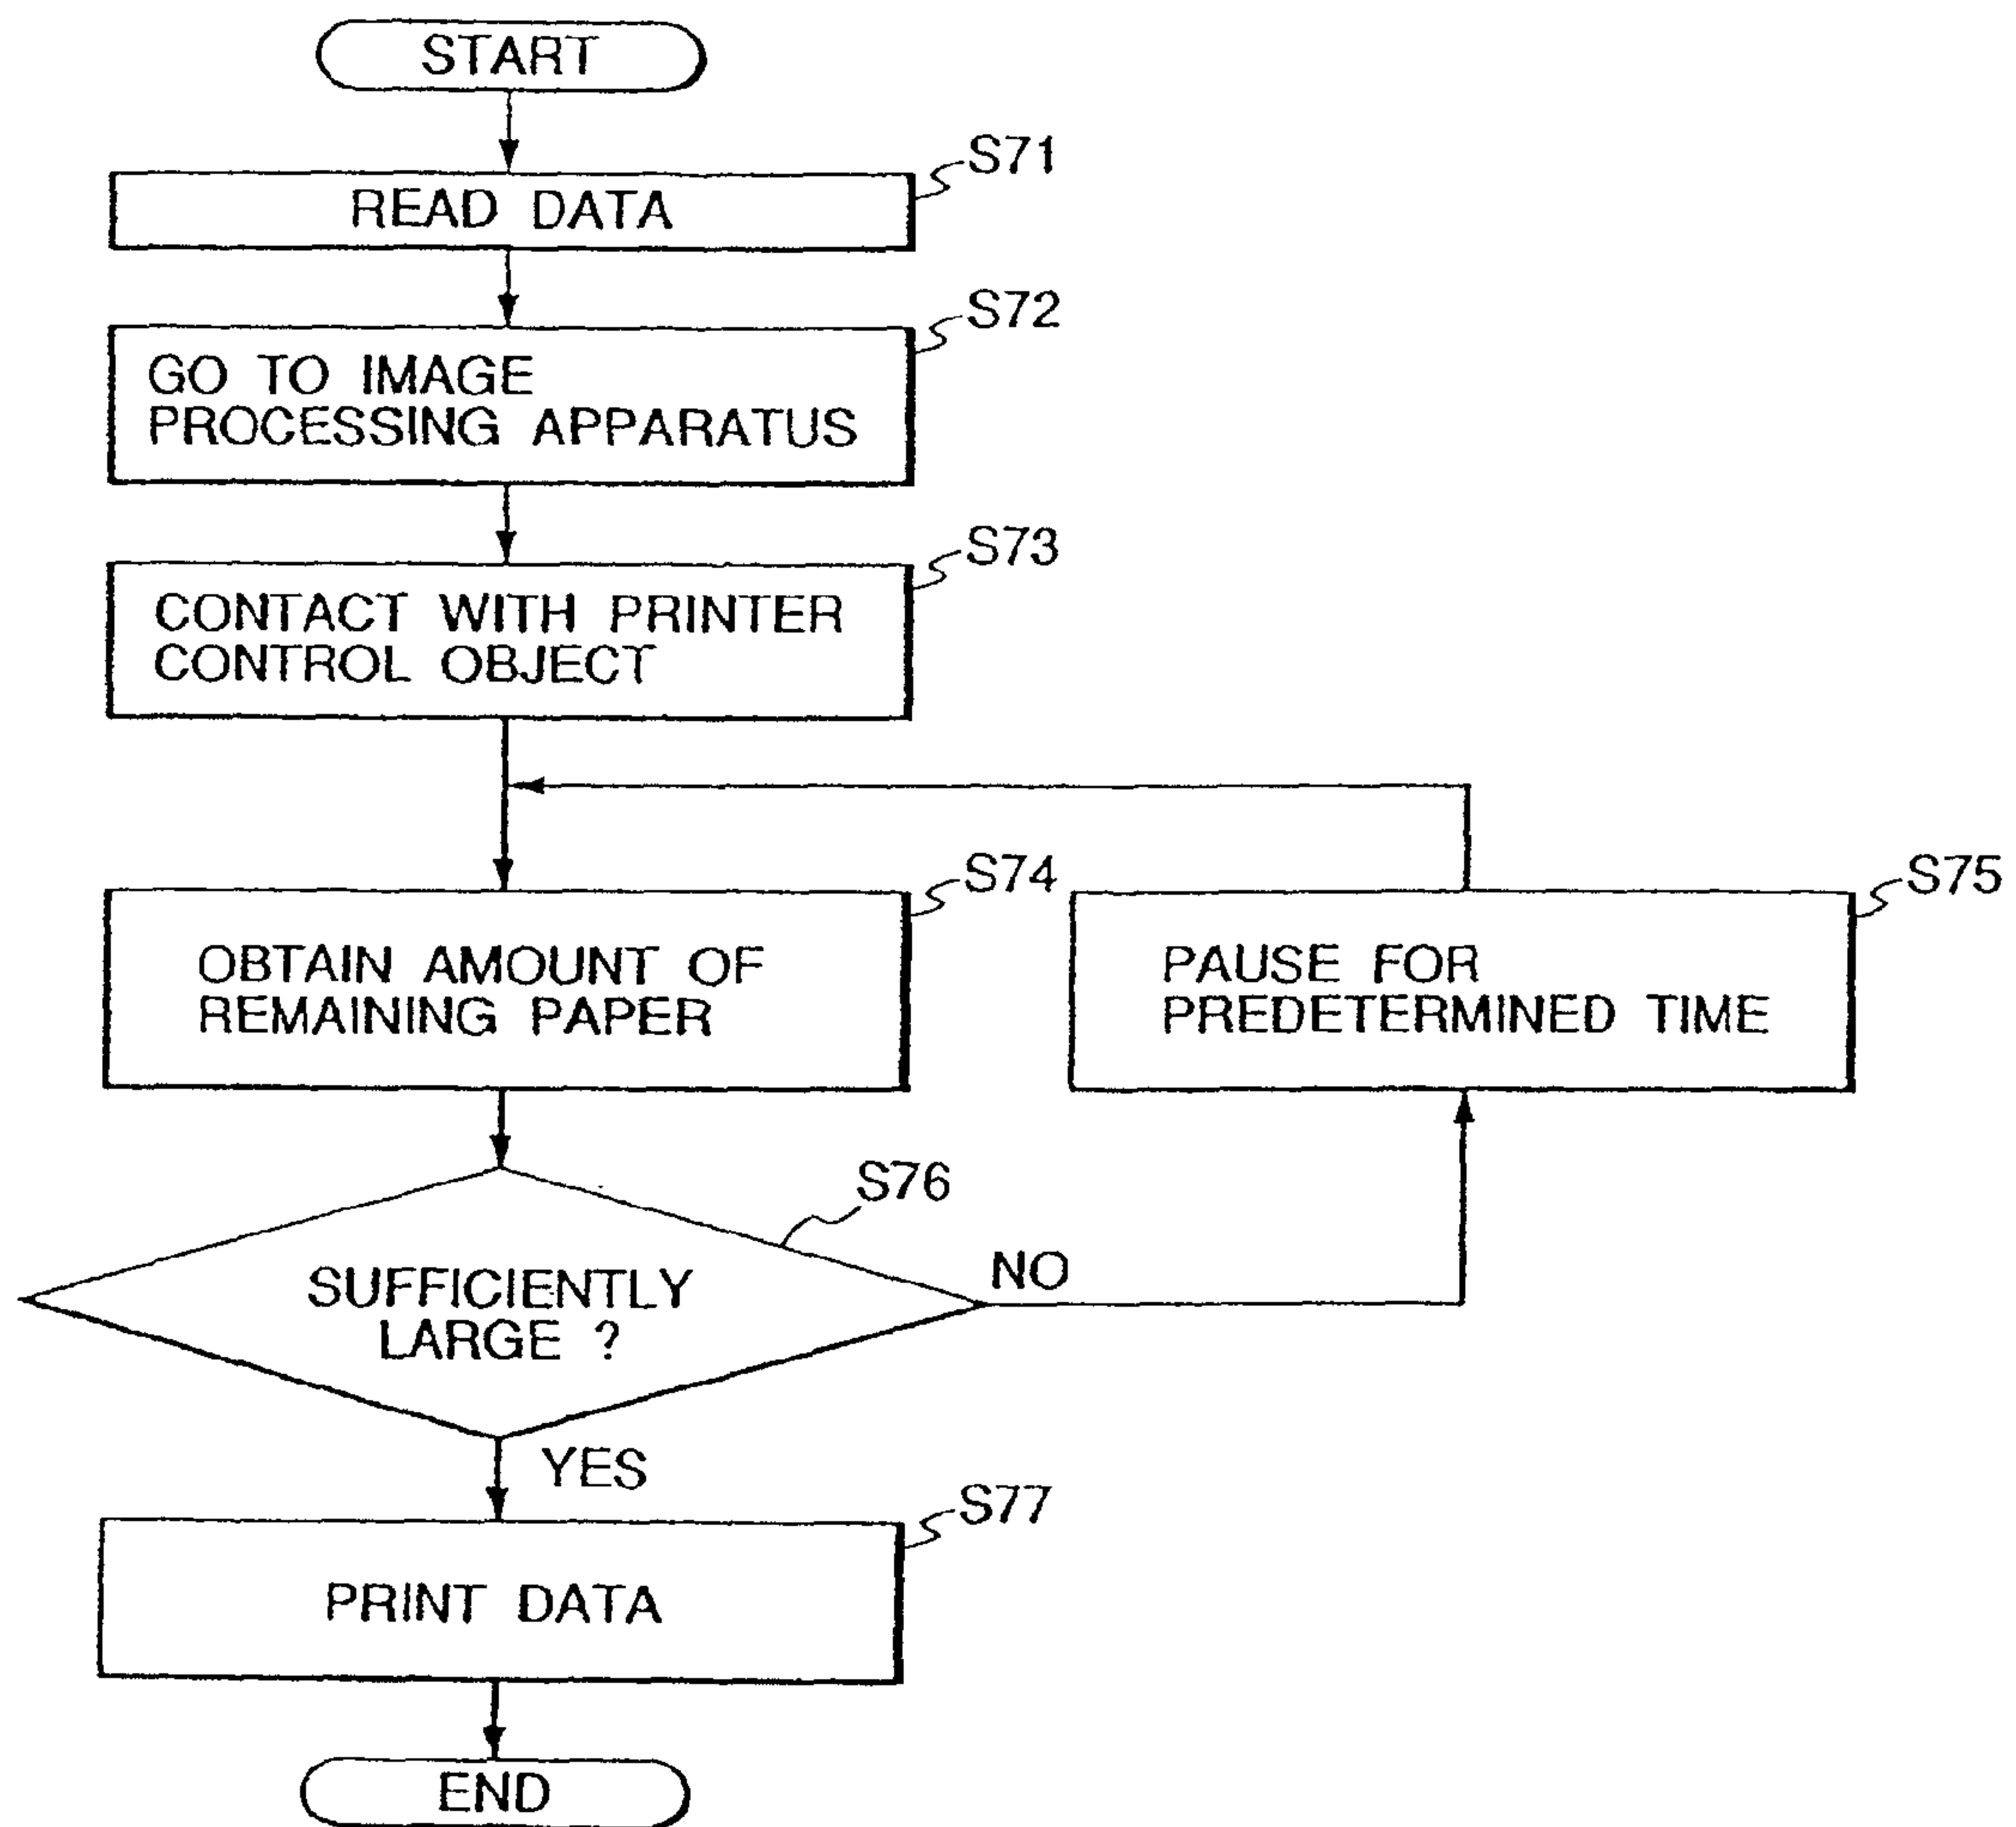 START
S71
READ DATA
S72
GO TO IMAGE
PROCESSING APPARATUS
S73
CONTACT WITH PRINTER
CONTROL OBJECT
S74
OBTAIN AMOUNT OF
REMAINING PAPER
S75
PAUSE FOR
PREDETERMINED TIME
S76
SUFFICIENTLY
LARGE ?
NO
YES
S77
PRINT DATA
END